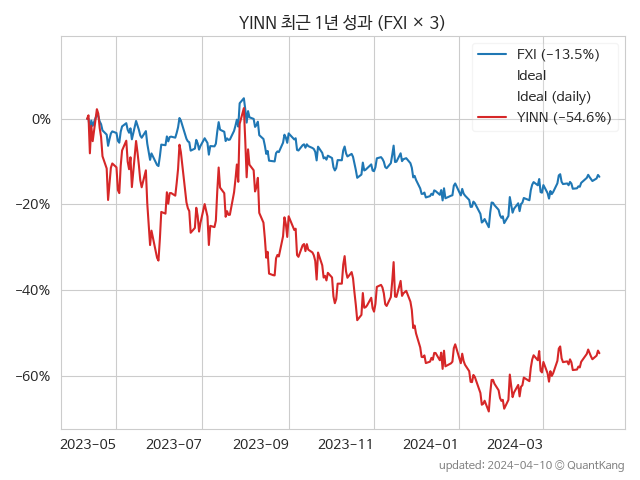 YINN 최근 1년 성과 (FXI × 3)
FXI (−13.5%)
Ideal
Ideal (daily)
YINN (−54.6%)
0%
−20%
−40%
−60%
2023-05 2023-07 2023-09 2023-11 2024-01 2024-03
updated: 2024-04-10 © QuantKang